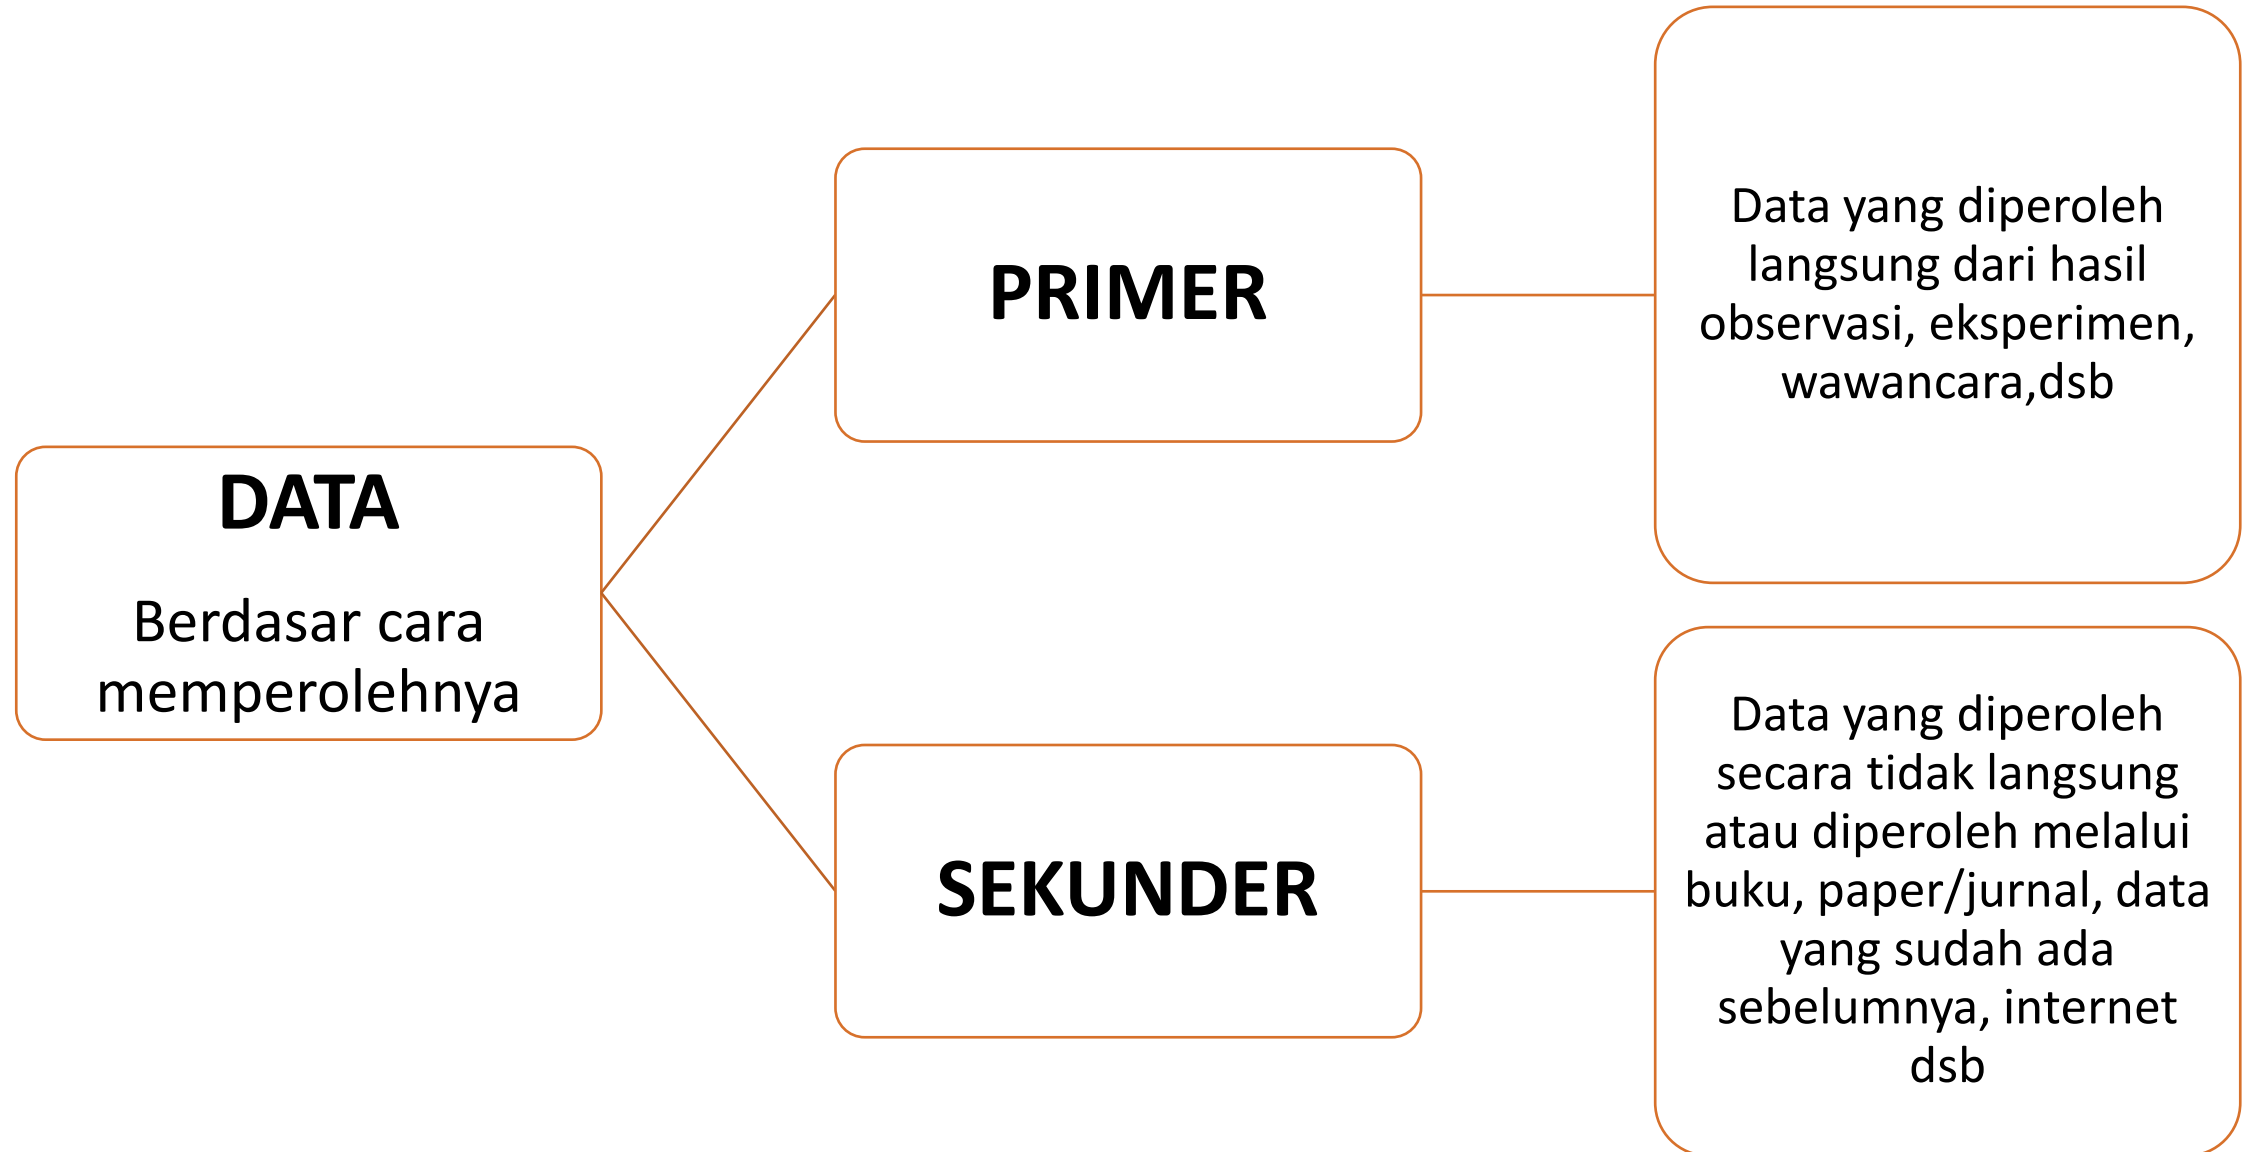 DATA
Berdasar cara
memperolehnya
PRIMER
Data yang diperoleh
langsung dari hasil
observasi, eksperimen,
wawancara,dsb
SEKUNDER
Data yang diperoleh
secara tidak langsung
atau diperoleh melalui
buku, paper/jurnal, data
yang sudah ada
sebelumnya, internet
dsb